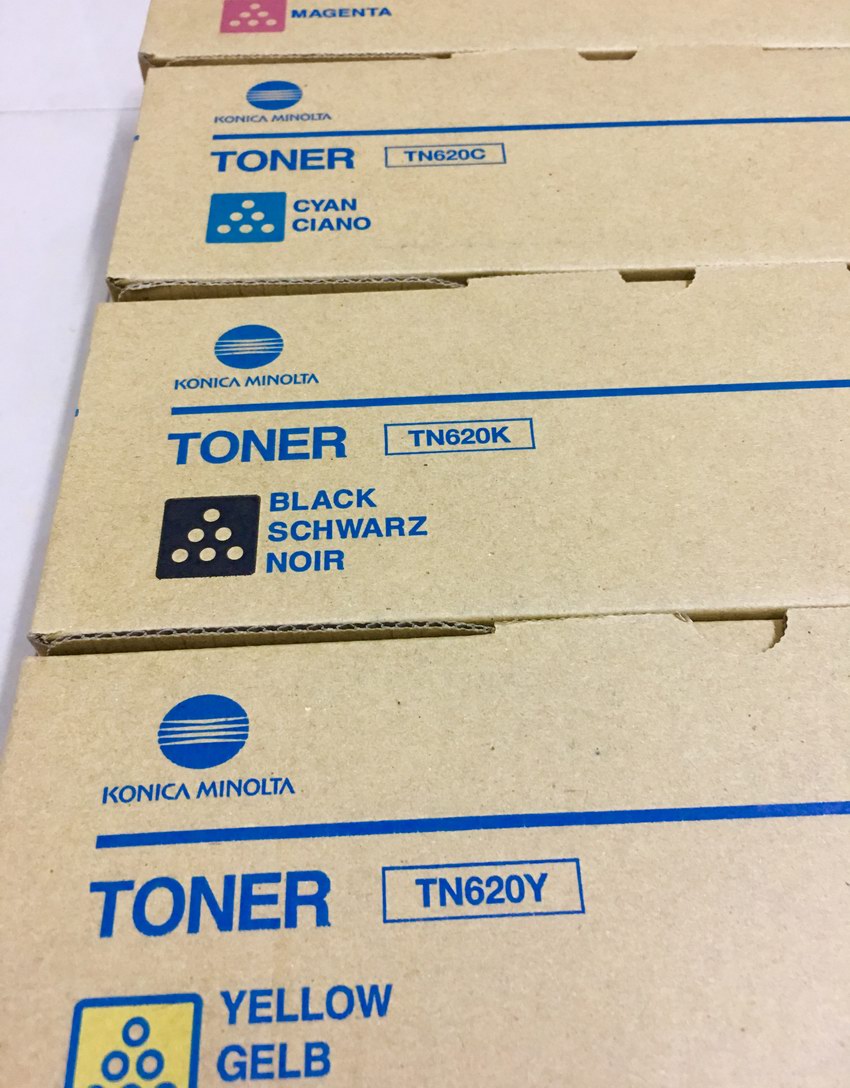 MAGENTA
KONICA MINOLTA
TONER TN620C
CYAN
CIANO
KONICA MINOLTA
TONER TN620K
BLACK
SCHWARZ
NOIR
KONICA MINOLTA
TONER TN620Y
YELLOW
GELB